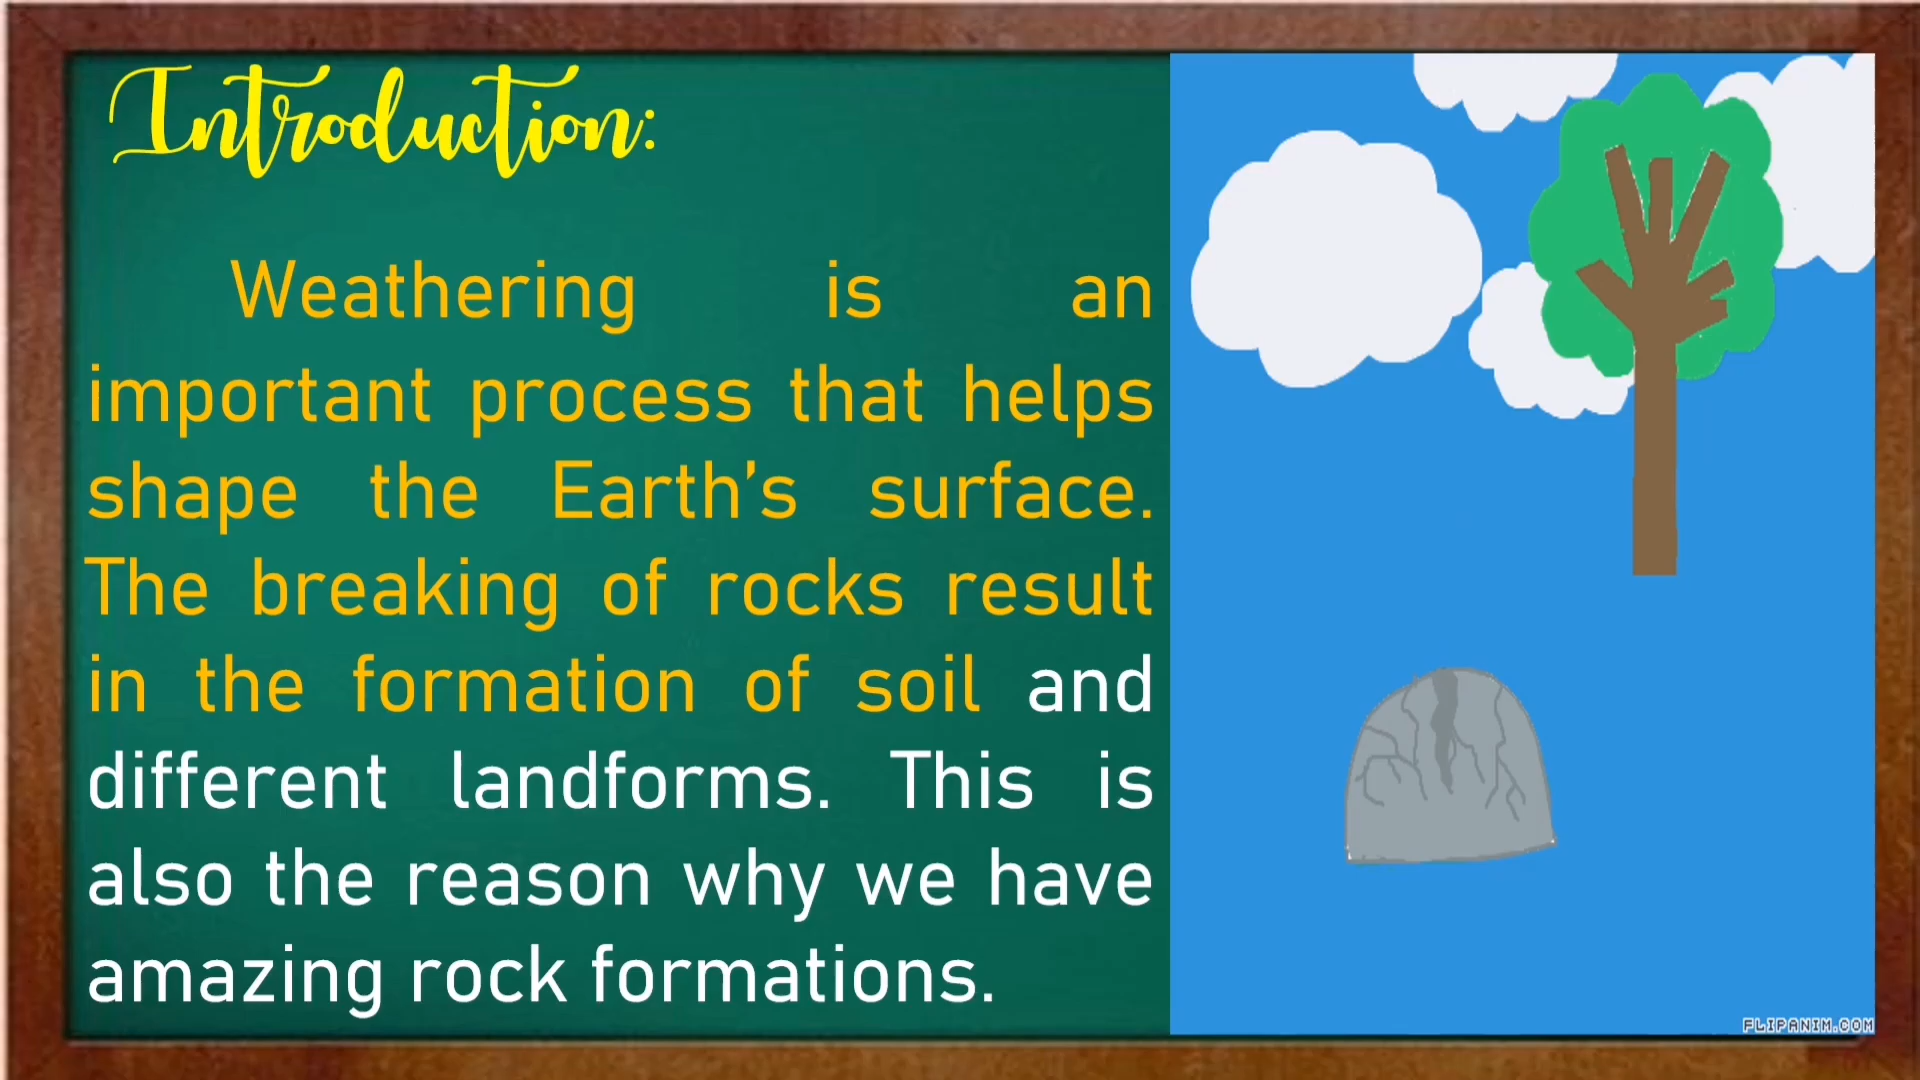 Introduction:
Weathering is an
important process that helps
shape the Earth’s surface.
The breaking of rocks result
in the formation of soil and
different landforms. This is
also the reason why we have
amazing rock formations.
FLIPANIM.COM